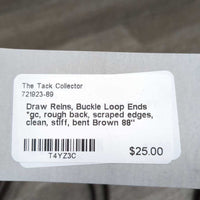 The Tack Collector
721923-89
Draw Reins, Buckle Loop Ends
*gc, rough back, scraped edges,
clean, stiff, bent Brown 88"
T4YZ3C
$25.00